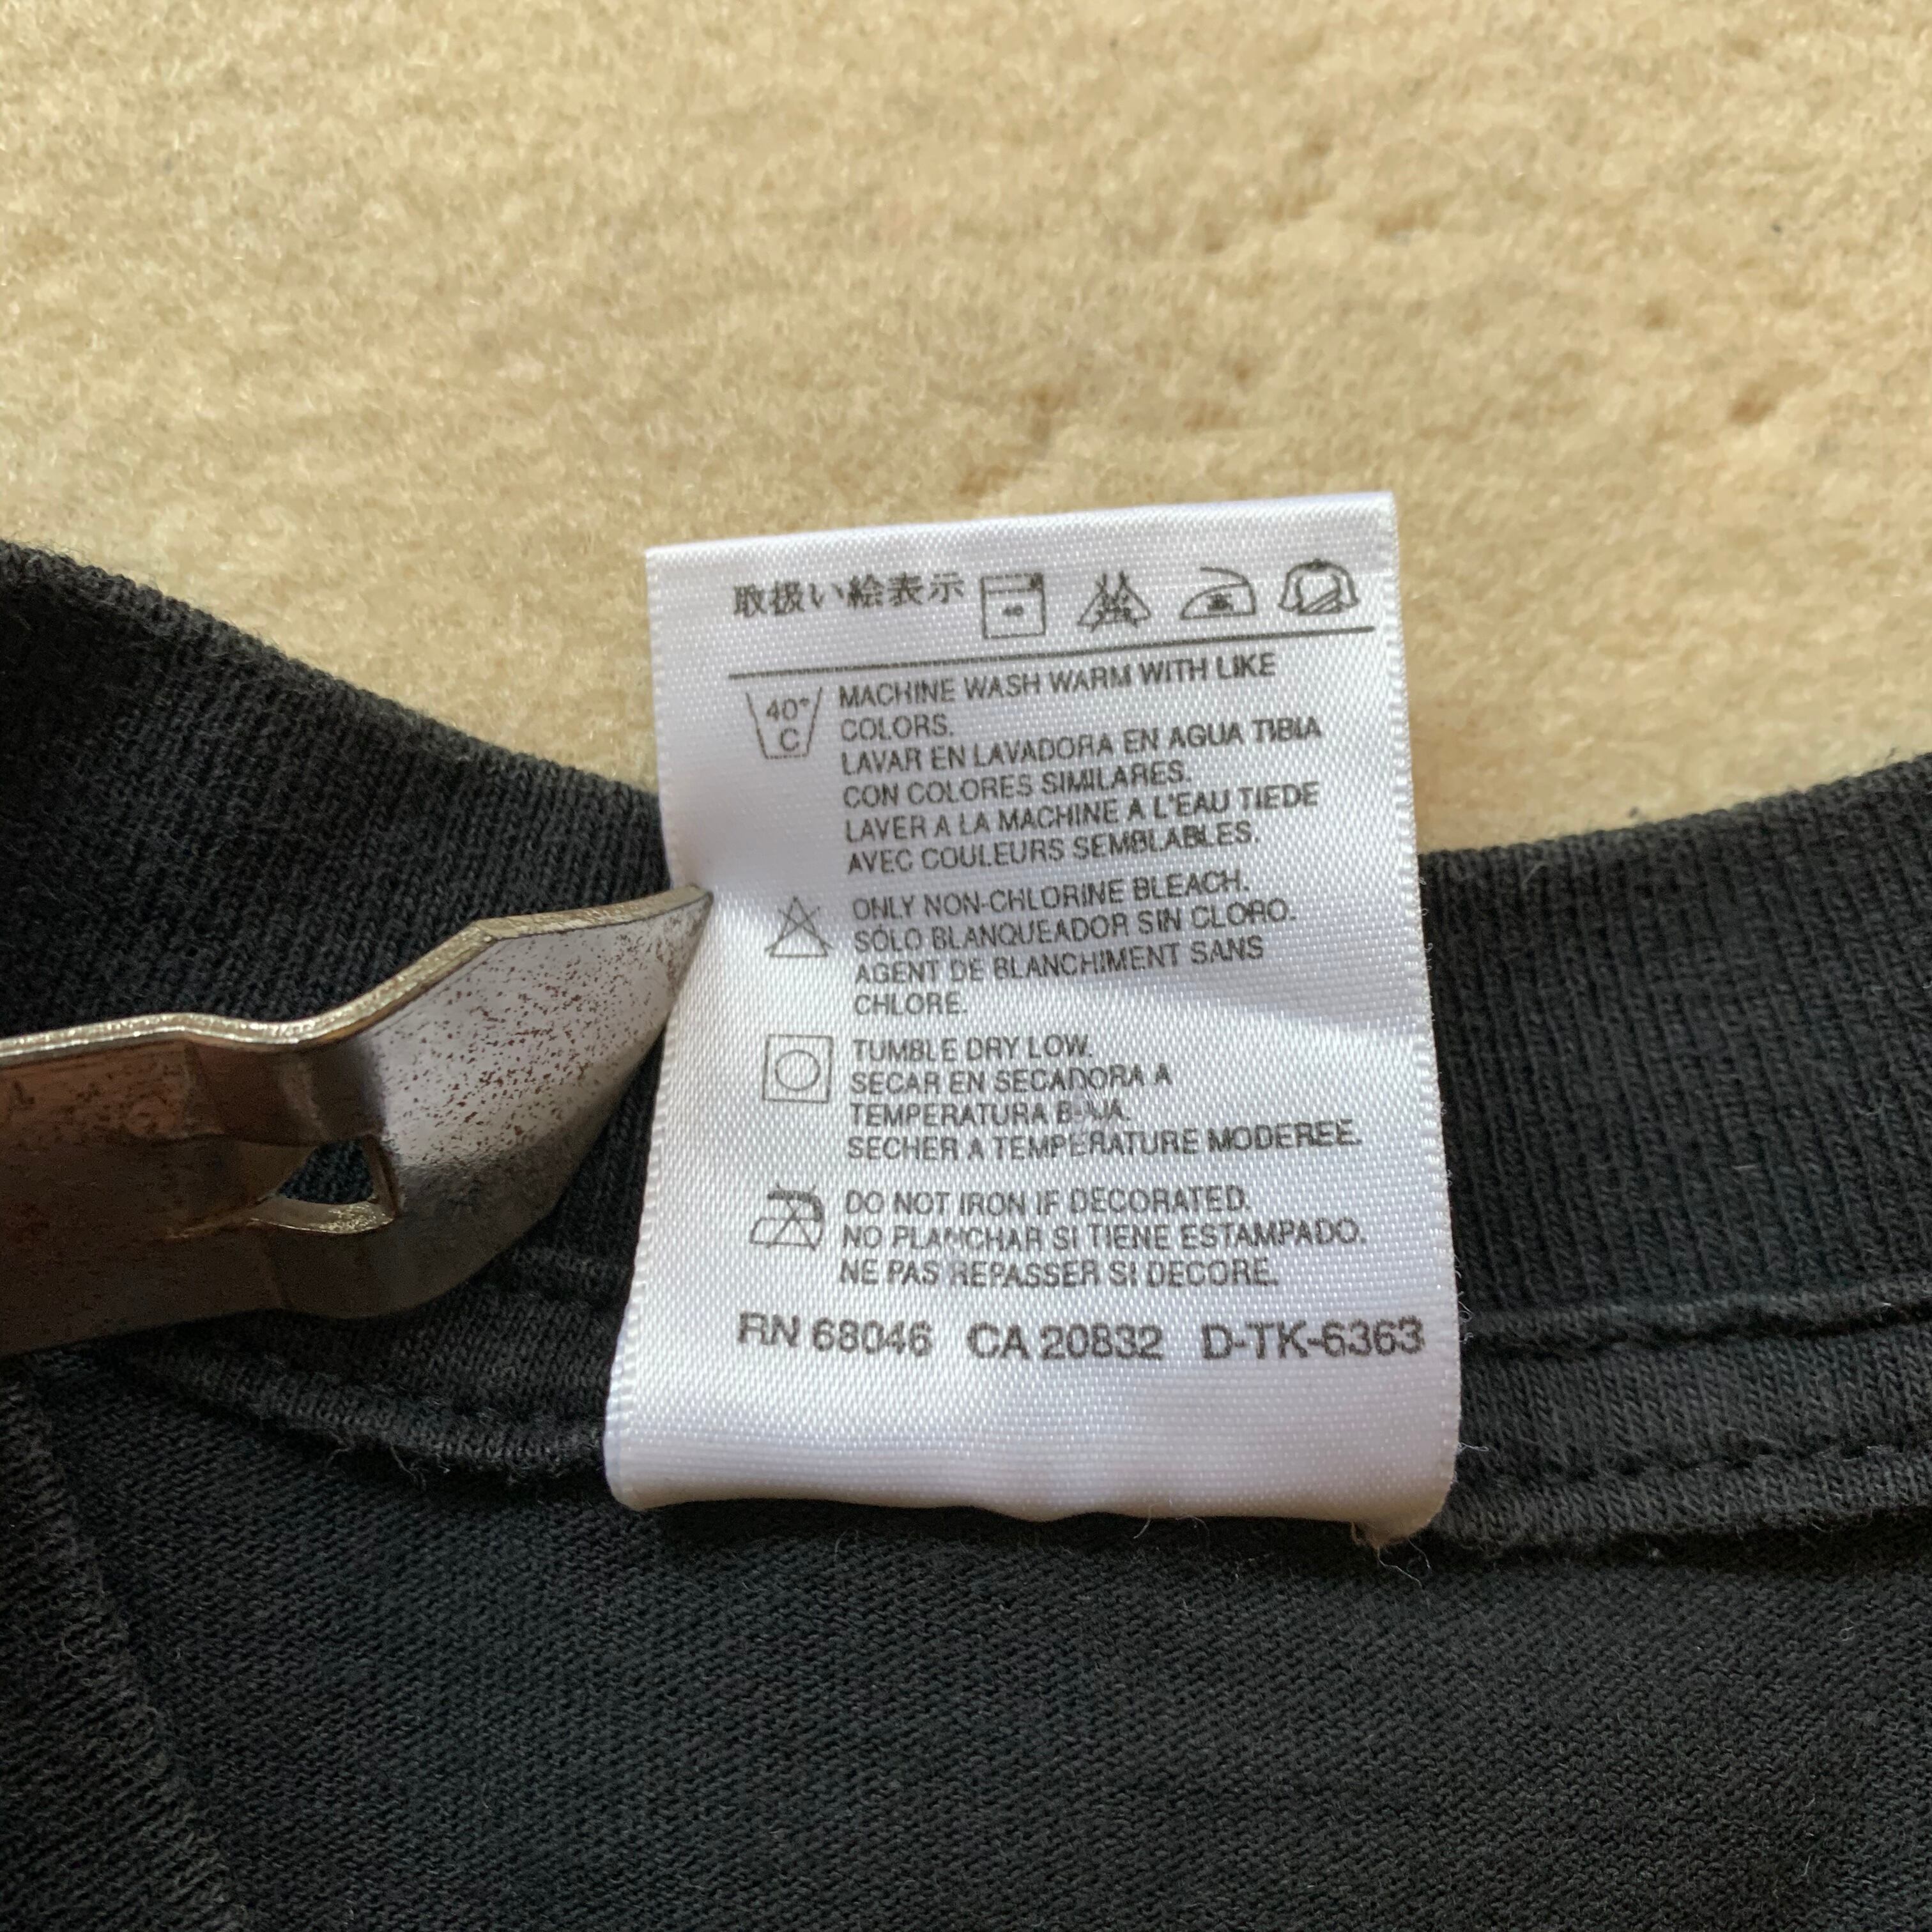 取扱い絵表示
MACHINE WASH WARM WITH LIKE
40° C
COLORS.
LAVAR EN LAVADORA EN AGUA TIBIA
CON COLORES SIMILARES.
LAVER A LA MACHINE A L'EAU TIEDE
AVEC COULEURS SEMBLABLES.
ONLY NON-CHLORINE BLEACH.
SÓLO BLANQUEADOR SIN CLORO.
AGENT DE BLANCHIMENT SANS
CHLORE.
TUMBLE DRY LOW.
SECAR EN SECADORA A
TEMPERATURA
SECHER A TEMPERATURE MODEREE.
DO NOT IRON IF DECORATED.
NO PLANCHAR SI TIENE ESTAMPADO.
NE PAS REPASSER SI DECORE.
RN 68046 CA 20832 D-TK-6363